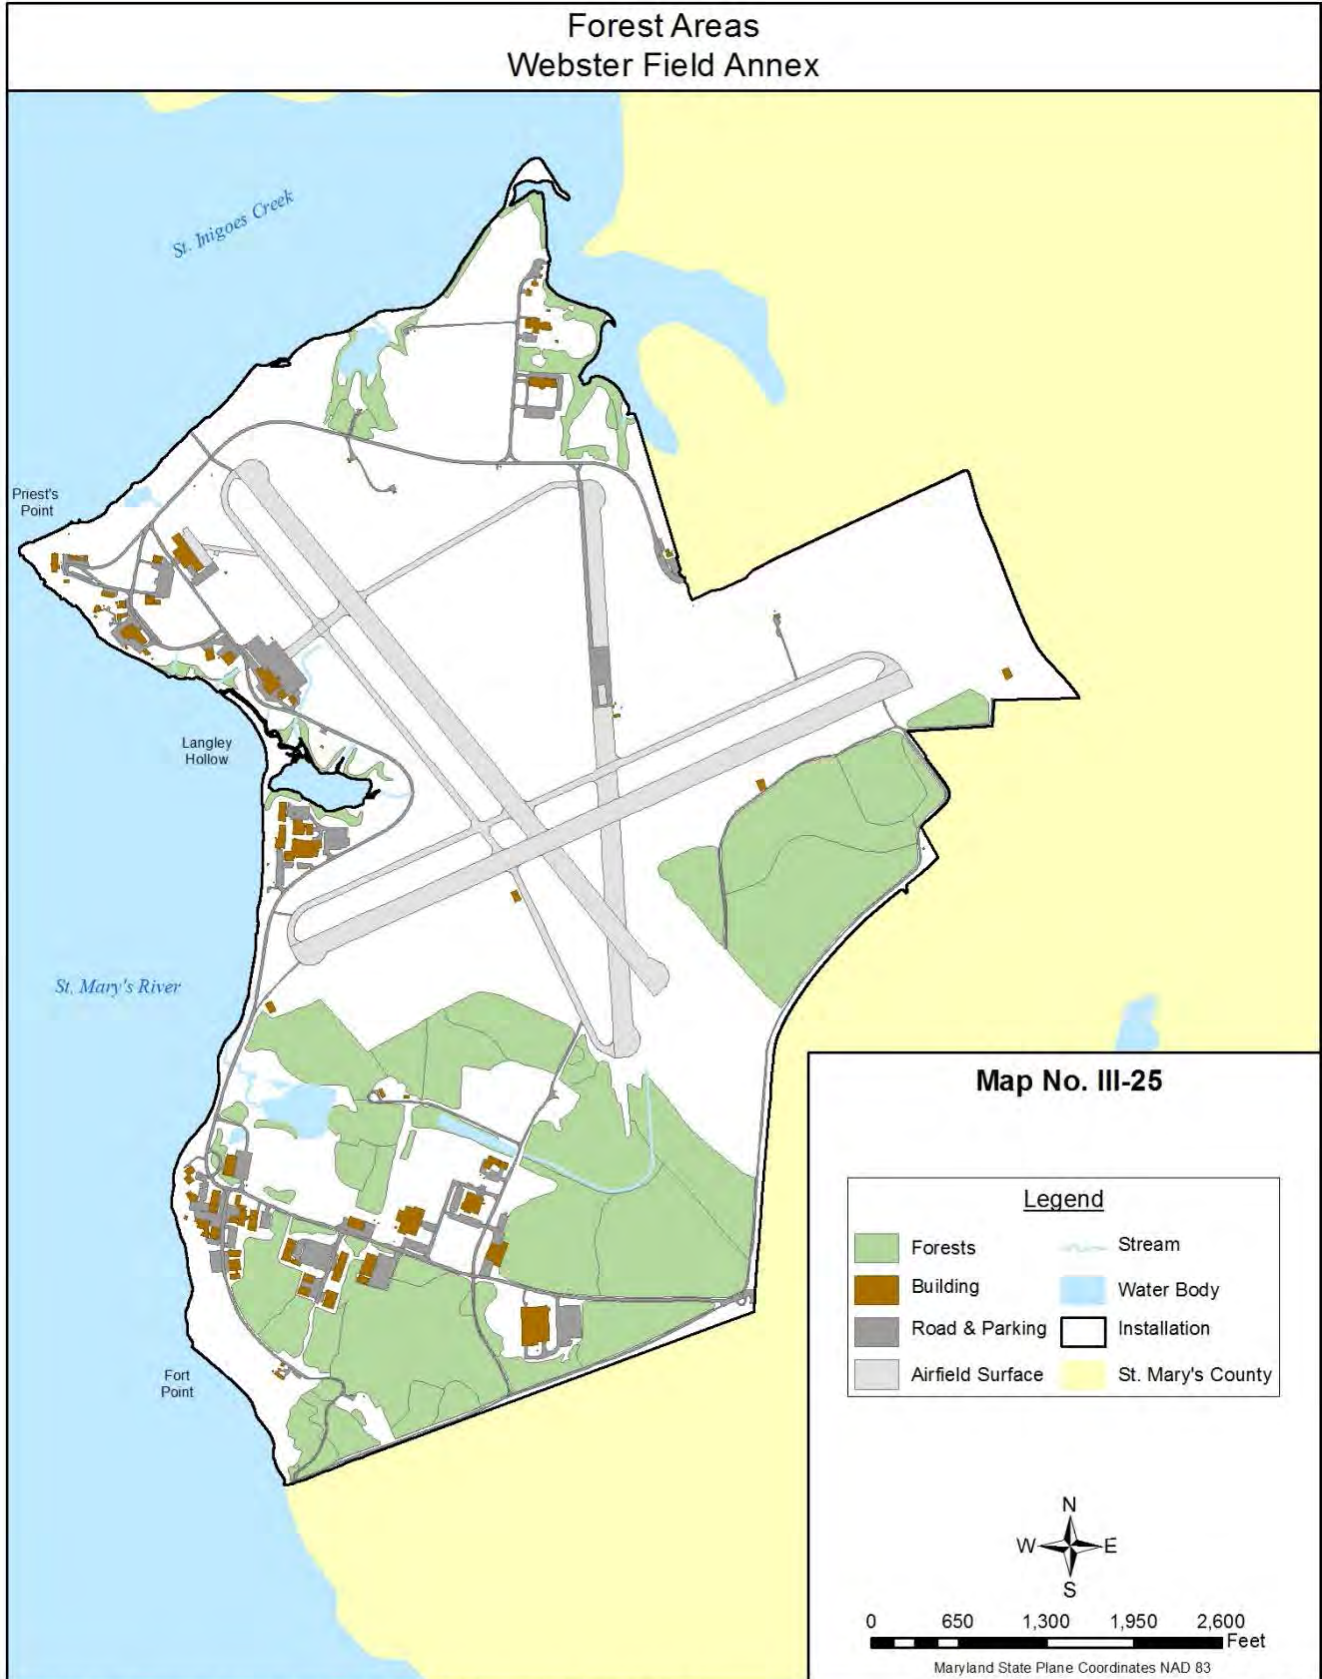 Forest Areas
Webster Field Annex
St. Inigoes Creek
Priest's
Point
Langley
Hollow
St. Mary's River
Fort
Point
Map No. III-25
Legend
Forests
Stream
Building
Water Body
Road & Parking
Installation
Airfield Surface
St. Mary's County
N
W E
S
0 650 1,300 1,950 2,600
Feet
Maryland State Plane Coordinates NAD 83